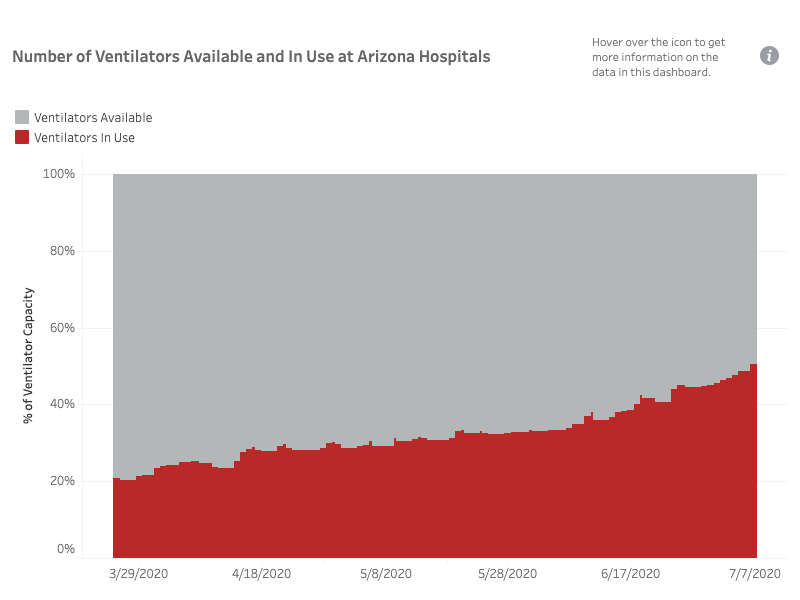 Number of Ventilators Available and In Use at Arizona Hospitals
Hover over the icon to get
more information on the
data in this dashboard.
i
Ventilators Available
Ventilators In Use
100%
80%
60%
40%
20%
0%
% of Ventilator Capacity
3/29/2020
4/18/2020
5/8/2020
5/28/2020
6/17/2020
7/7/2020